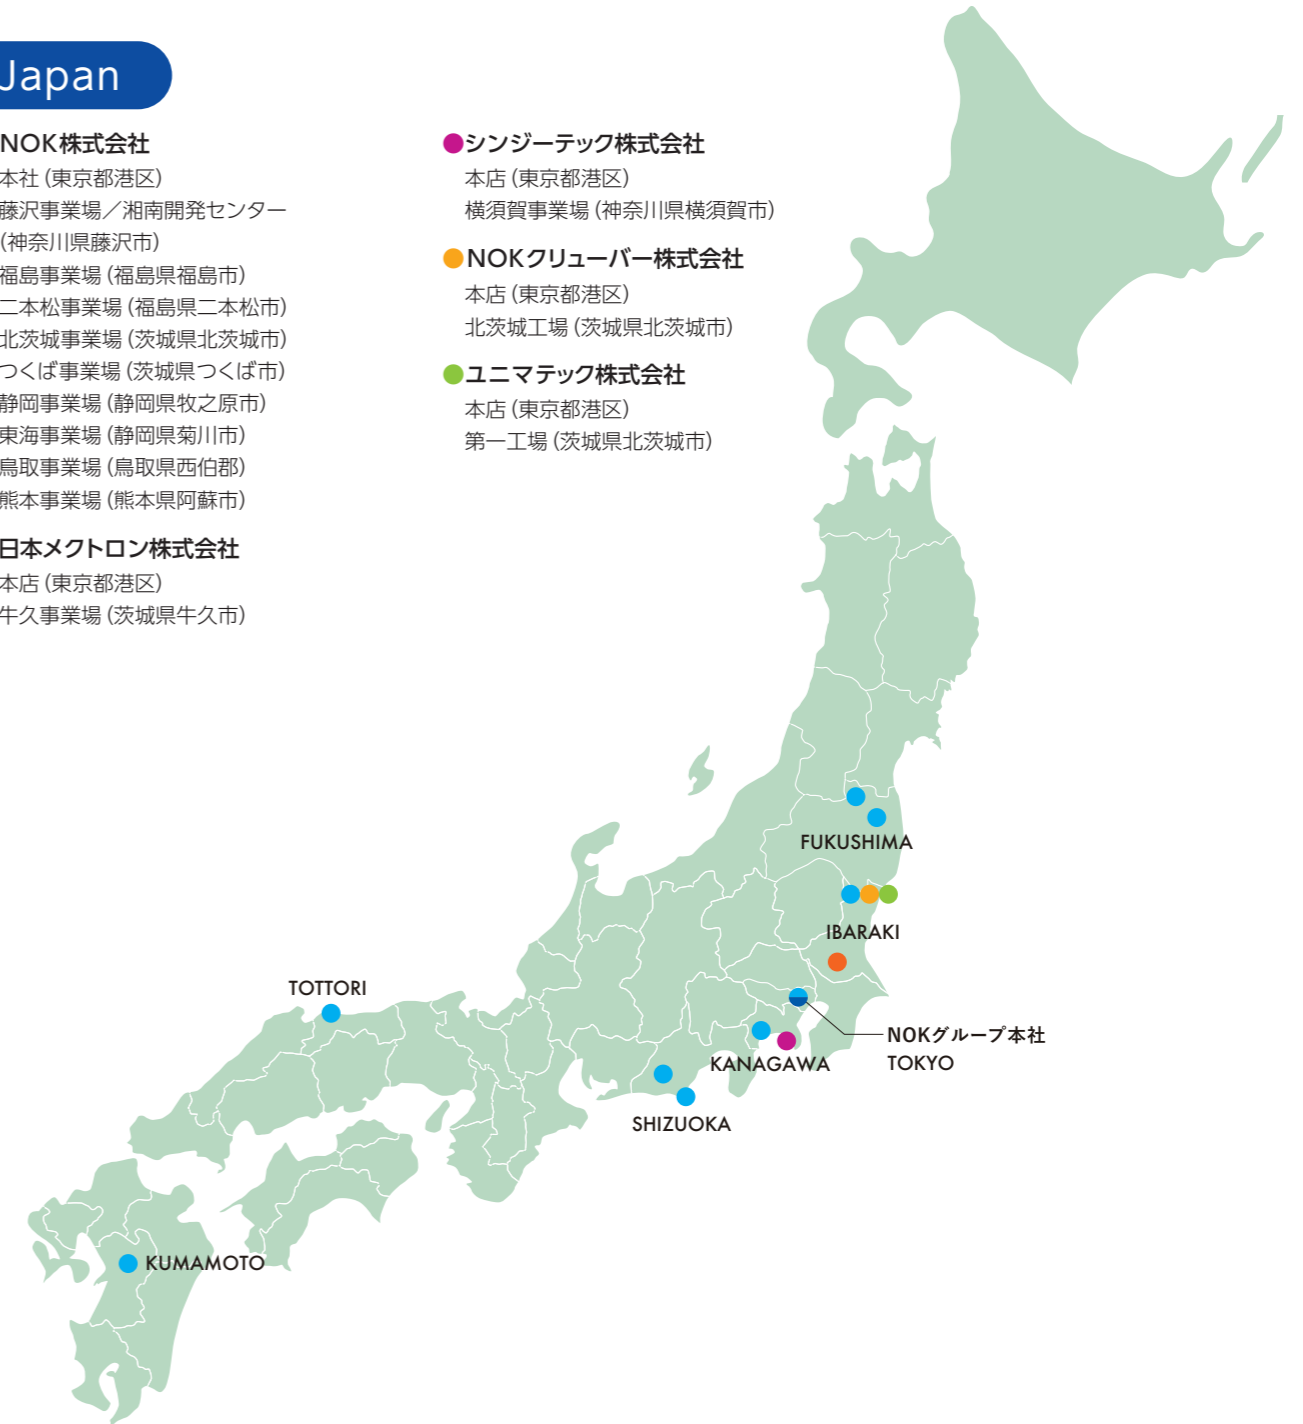 Japan
NOK株式会社
本社（東京都港区）
藤沢事業場／湘南開発センター
（神奈川県藤沢市）
福島事業場（福島県福島市）
二本松事業場（福島県二本松市）
北茨城事業場（茨城県北茨城市）
つくば事業場（茨城県つくば市）
静岡事業場（静岡県牧之原市）
東海事業場（静岡県菊川市）
鳥取事業場（鳥取県西伯郡）
熊本事業場（熊本県阿蘇市）
日本メクトロン株式会社
本店（東京都港区）
牛久事業場（茨城県牛久市）
●シンジーテック株式会社
本店（東京都港区）
横須賀事業場（神奈川県横須賀市）
●NOKクリューバー株式会社
本店（東京都港区）
北茨城工場（茨城県北茨城市）
●ユニマテック株式会社
本店（東京都港区）
第一工場（茨城県北茨城市）
FUKUSHIMA
IBARAKI
TOTTORI
NOKグループ本社
TOKYO
KANAGAWA
SHIZUOKA
KUMAMOTO